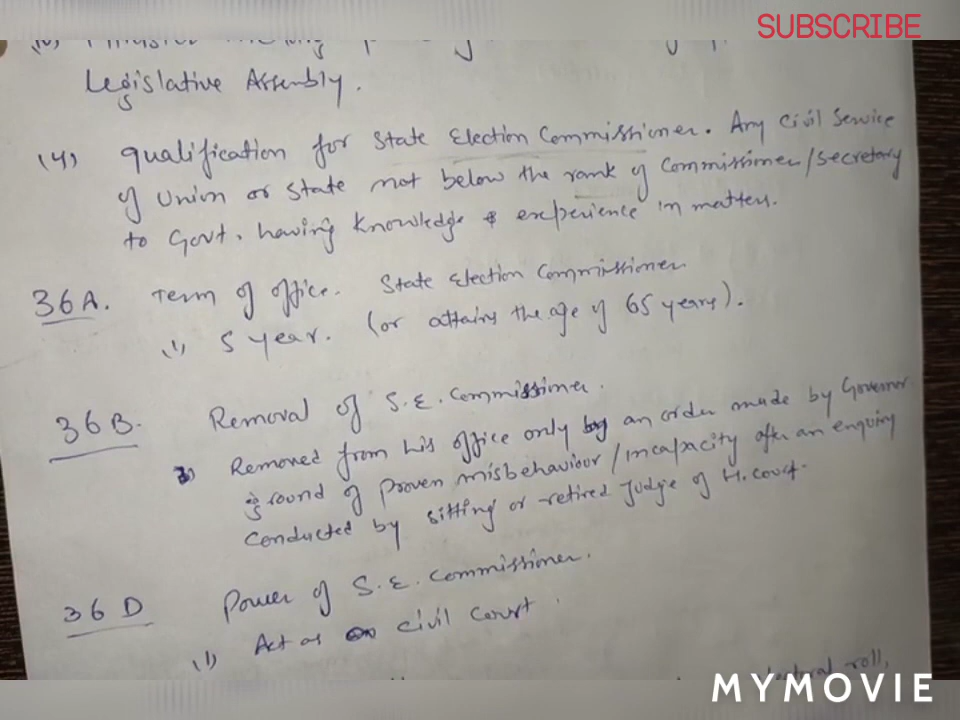 SUBSCRIBE
Legislative Assembly.
(4) Qualification for State Election Commissioner. Any Civil Service
of Union or State not below the rank of Commissioner/Secretary
to Govt. having Knowledge & experience in matters.
36A. Term of office. State Election Commissioner
(1) 5 year. (or attains the age of 65 years).
36B. Removal of S.E. Commissioner.
Removed from his office only by an order made by Governor
ground of Proven misbehaviour/incapacity after an enquiry
conducted by sitting or retired Judge of H. Court.
36 D Power of S.E. Commissioner.
(1) Act as civil court.
roll,
MYMOVIE